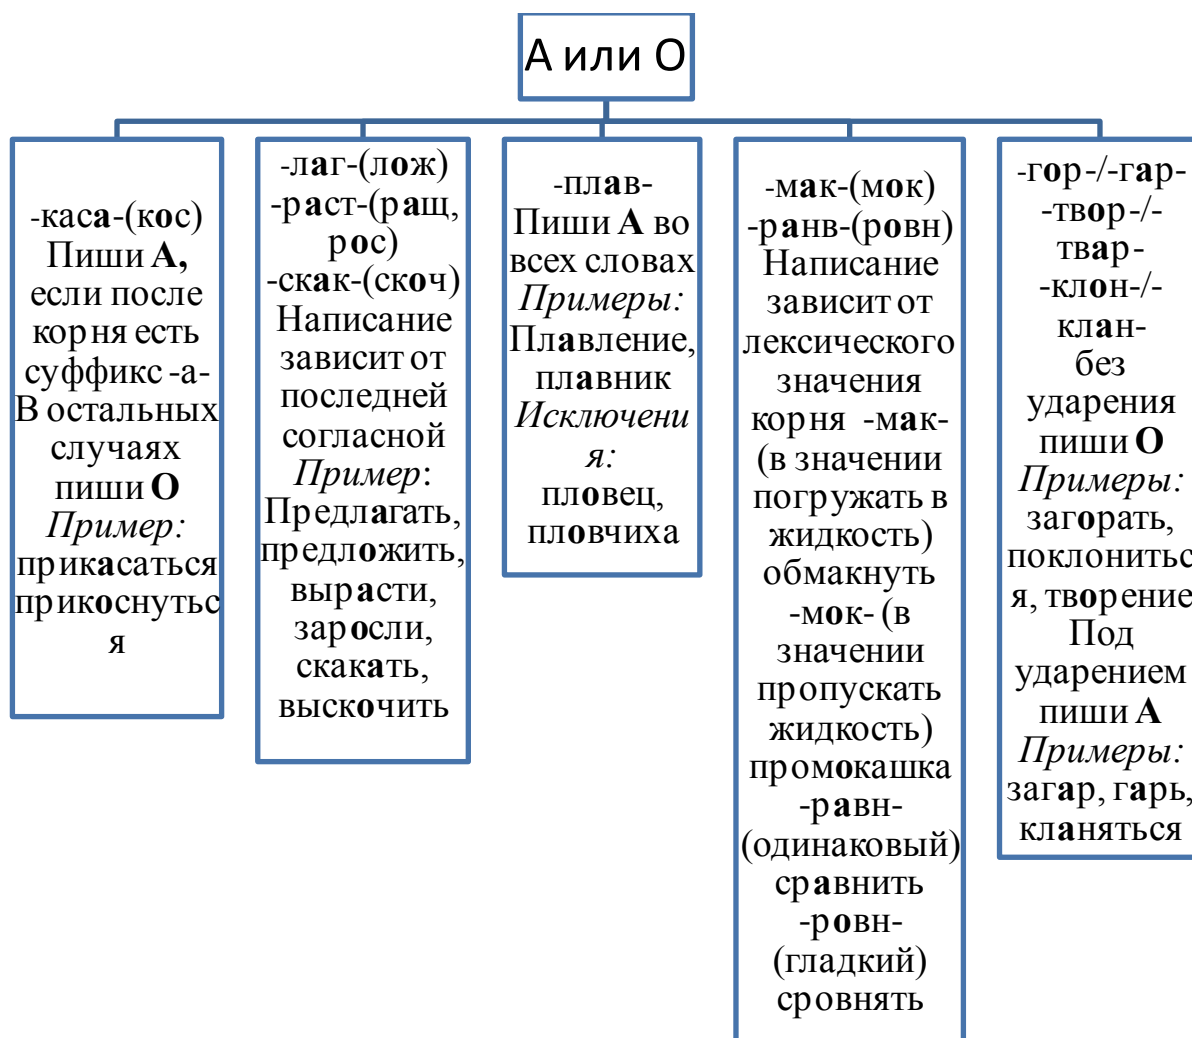 А или О
-каса-(кос)
Пиши А,
если после
корня есть
суффикс -а-
В остальных
случаях
пиши О
Пример:
прикасаться
прикоснутьс
я
-лаг-(лож)
-раст-(ращ,
рос)
-скак-(скоч)
Написание
зависит от
последней
согласной
Пример:
Предлагать,
предложить,
вырасти,
заросли,
скакать,
выскочить
-плав-
Пиши А во
всех словах
Примеры:
Плавление,
плавник
Исключени
я:
пловец,
пловчиха
-мак-(мок)
-ранв-(ровн)
Написание
зависит от
лексического
значения
корня -мак-
(в значении
погружать в
жидкость)
обмакнуть
-мок- (в
значении
пропускать
жидкость)
промокашка
-равн-
(одинаковый)
сравнить
-ровн-
(гладкий)
сровнять
-гор-/-гар-
-твор-/-
твар-
-клон-/-
клан-
без
ударения
пиши О
Примеры:
загорать,
поклонитьс
я, творение
Под
ударением
пиши А
Примеры:
загар, гарь,
кланяться